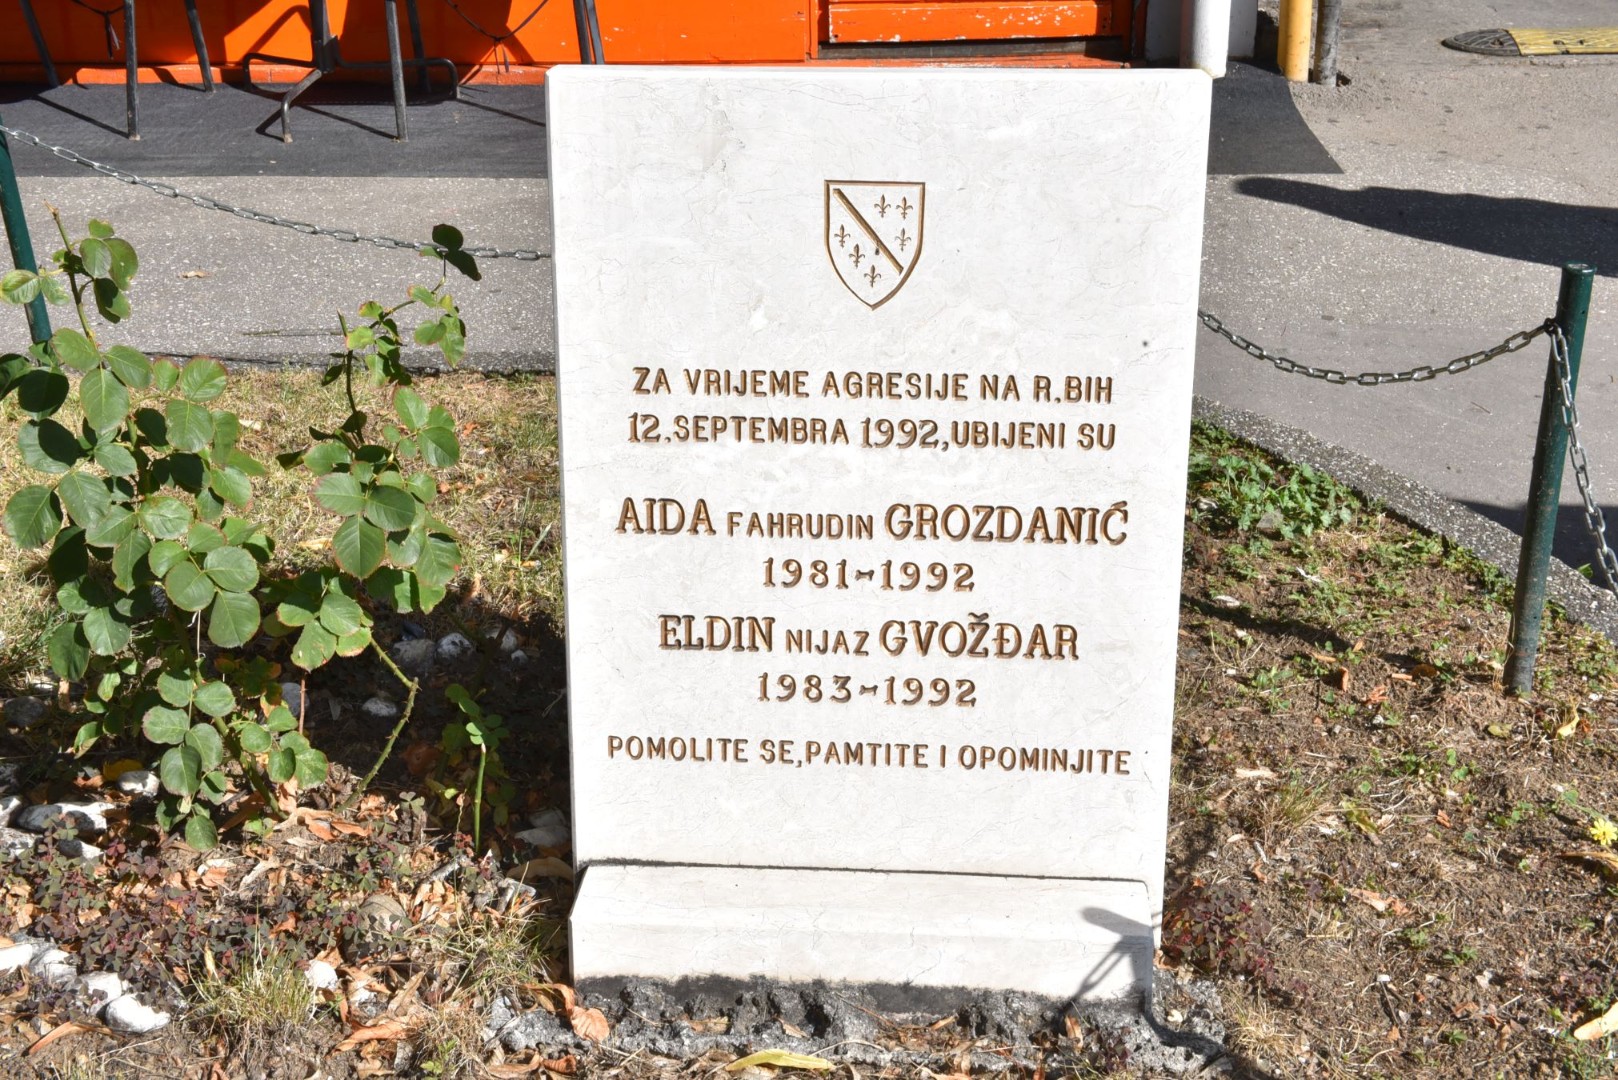 ZA VRIJEME AGRESIJE NA R.BIH
12.SEPTEMBRA 1992,UBIJENI SU
AIDA FAHRUDIN GROZDANIĆ
1981-1992
ELDIN NIJAZ GVOŽĐAR
1983-1992
POMOLITE SE,PAMTITE I OPOMINJITE